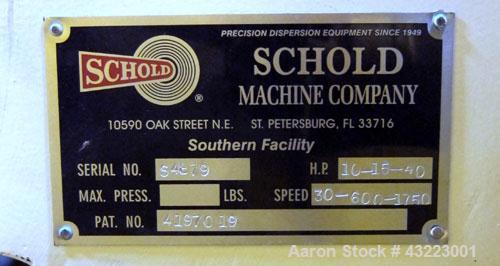 PRECISION DISPERSION EQUIPMENT SINCE 1949
SCHOLD ®
SCHOLD
MACHINE COMPANY
10590 OAK STREET N.E. ST. PETERSBURG, FL 33716
Southern Facility
SERIAL NO. S4879 H.P. 10-15-40
MAX. PRESS. LBS. SPEED 30-600-1750
PAT. NO. 4197019
Aaron Stock # 43223001